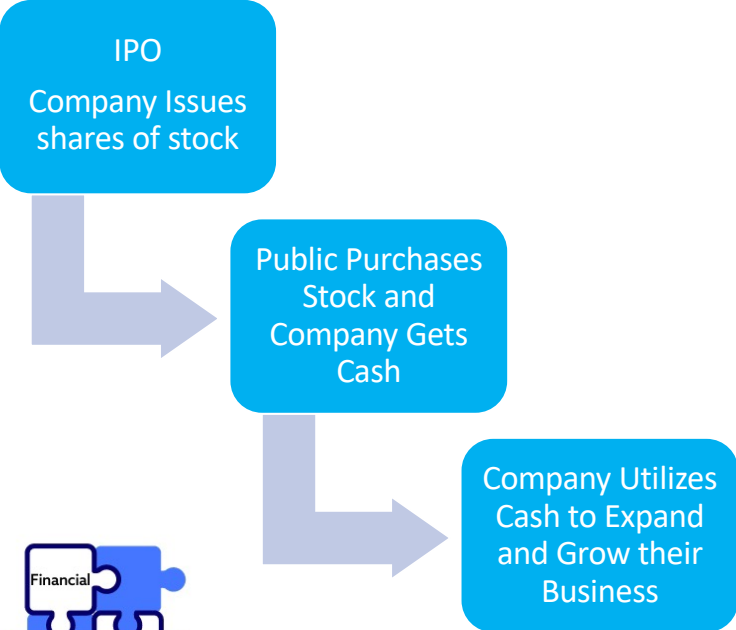 IPO
Company Issues
shares of stock
Public Purchases
Stock and
Company Gets
Cash
Company Utilizes
Cash to Expand
and Grow their
Business
Financial